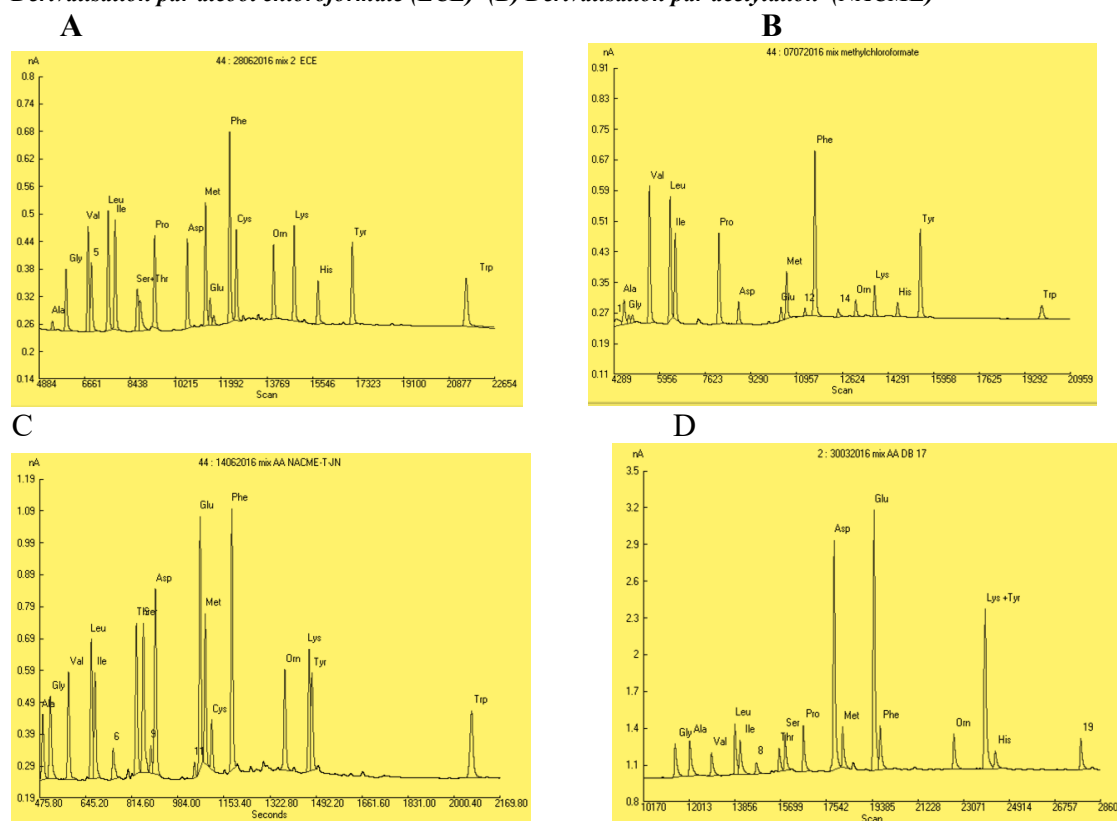 Dérivatisation par alcool chloroformate (ECE) (B) Dérivatisation par acétylation (NACME)
A
B
nA
44 : 28062016 mix 2 ECE
0.8
0.74
0.68
0.62
0.56
0.5
0.44
0.38
0.32
0.26
0.2
0.14
Ala
Gly
Val
5
Leu
Ile
Ser+Thr
Pro
Asp
Met
Glu
Phe
Cys
Orn
Lys
His
Tyr
Trp
4884 6661 8438 10215 11992 13769 15546 17323 19100 20877 22654
Scan
nA
44 : 07072016 mix methylchloroformate
0.91
0.83
0.75
0.67
0.59
0.51
0.43
0.35
0.27
0.19
0.11
1
Ala
Gly
Val
Leu
Ile
Pro
Asp
Glu
Met
12
Phe
14
Orn
Lys
His
Tyr
Trp
4289 5956 7623 9290 10957 12624 14291 15958 17625 19292 20959
Scan
C
D
nA
44 : 14062016 mix AA NACME-T-JN
1.19
1.09
0.99
0.89
0.79
0.69
0.59
0.49
0.39
0.29
0.19
Ala
Gly
Val
Leu
Ile
6
Ser
9
Asp
11
Glu
Met
Cys
Phe
Orn
Lys
Tyr
Trp
475.80 645.20 814.60 984.00 1153.40 1322.80 1492.20 1661.60 1831.00 2000.40 2169.80
Seconds
nA
2 : 30032016 mix AA DB 17
3.5
3.2
2.9
2.6
2.3
2
1.7
1.4
1.1
0.8
Gly
Ala
Val
Leu
Ile
8
Thr
Ser
Pro
Asp
Met
Glu
Phe
Orn
Lys +Tyr
His
19
10170 12013 13856 15699 17542 19385 21228 23071 24914 26757
Scan